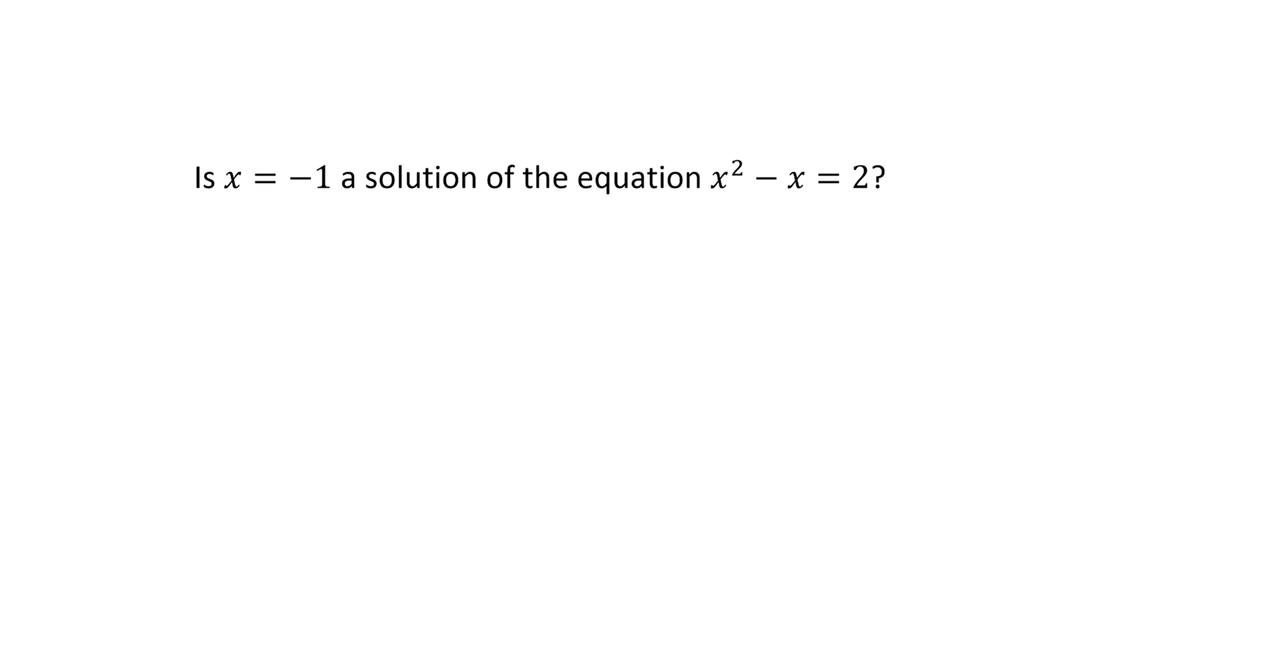 Is 𝑥 = −1 a solution of the equation 𝑥² − 𝑥 = 2?